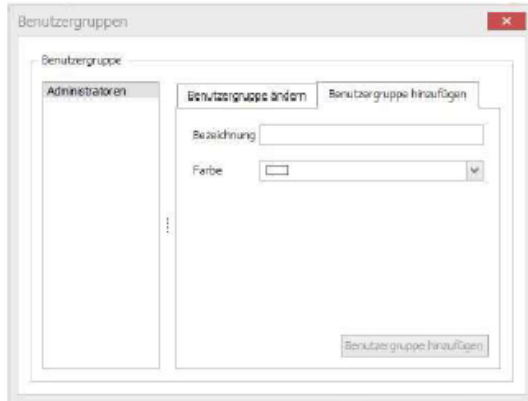 Benutzergruppen
Benutzergruppe
Administratoren
Benutzergruppe ändern
Benutzergruppe hinzufügen
Bezeichnung
Farbe
Benutzergruppe hinzufügen